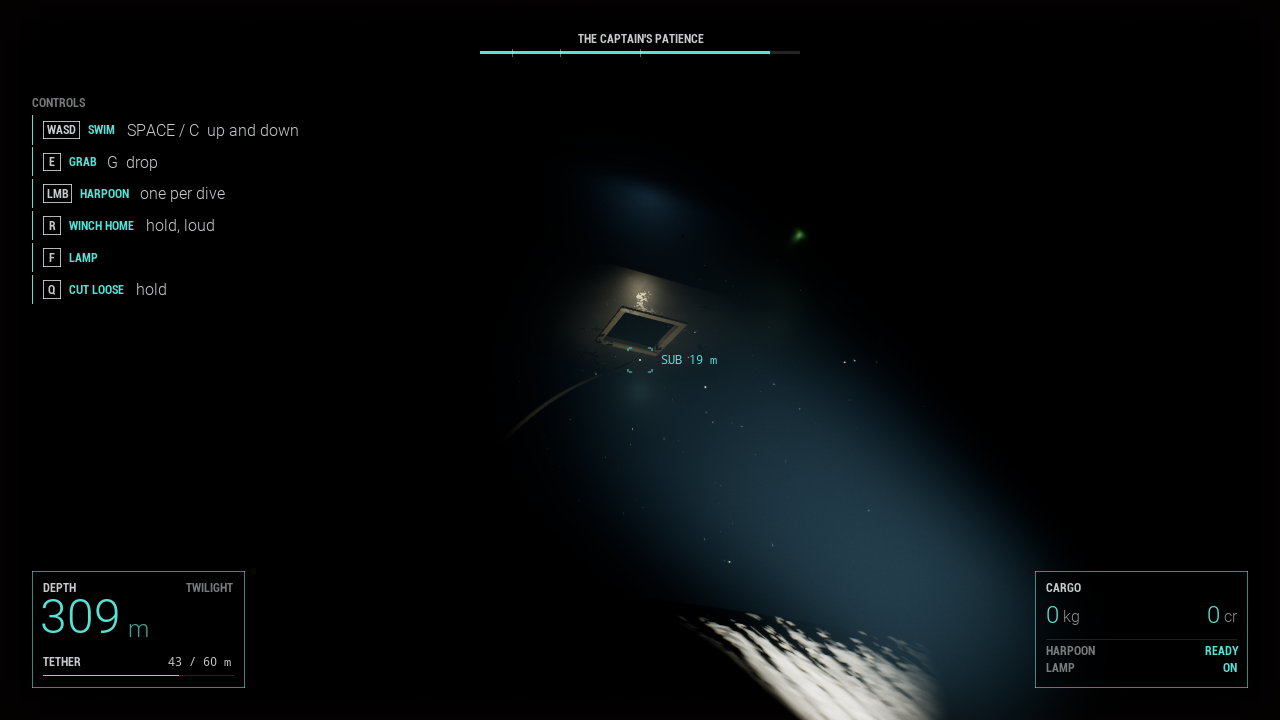 THE CAPTAIN'S PATIENCE
CONTROLS
WASD SWIM SPACE / C up and down
E GRAB G drop
LMB HARPOON one per dive
R WINCH HOME hold, loud
F LAMP
Q CUT LOOSE hold
SUB 19 m
DEPTH TWILIGHT
309 m
TETHER 43 / 60 m
CARGO
0 kg 0 cr
HARPOON READY
LAMP ON